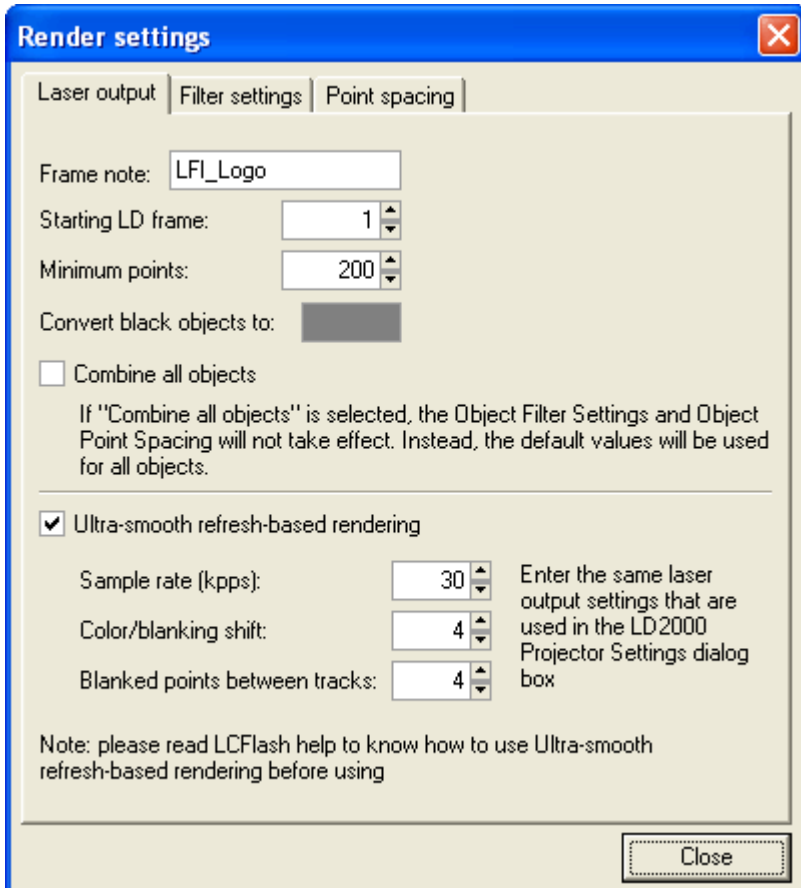 Render settings
Laser output Filter settings Point spacing
Frame note: LFI_Logo
Starting LD frame: 1
Minimum points: 200
Convert black objects to:
Combine all objects
If "Combine all objects" is selected, the Object Filter Settings and Object
Point Spacing will not take effect. Instead, the default values will be used
for all objects.
Ultra-smooth refresh-based rendering
Sample rate (kpps): 30
Color/blanking shift: 4
Blanked points between tracks: 4
Enter the same laser
output settings that are
used in the LD2000
Projector Settings dialog
box
Note: please read LCFlash help to know how to use Ultra-smooth
refresh-based rendering before using
Close